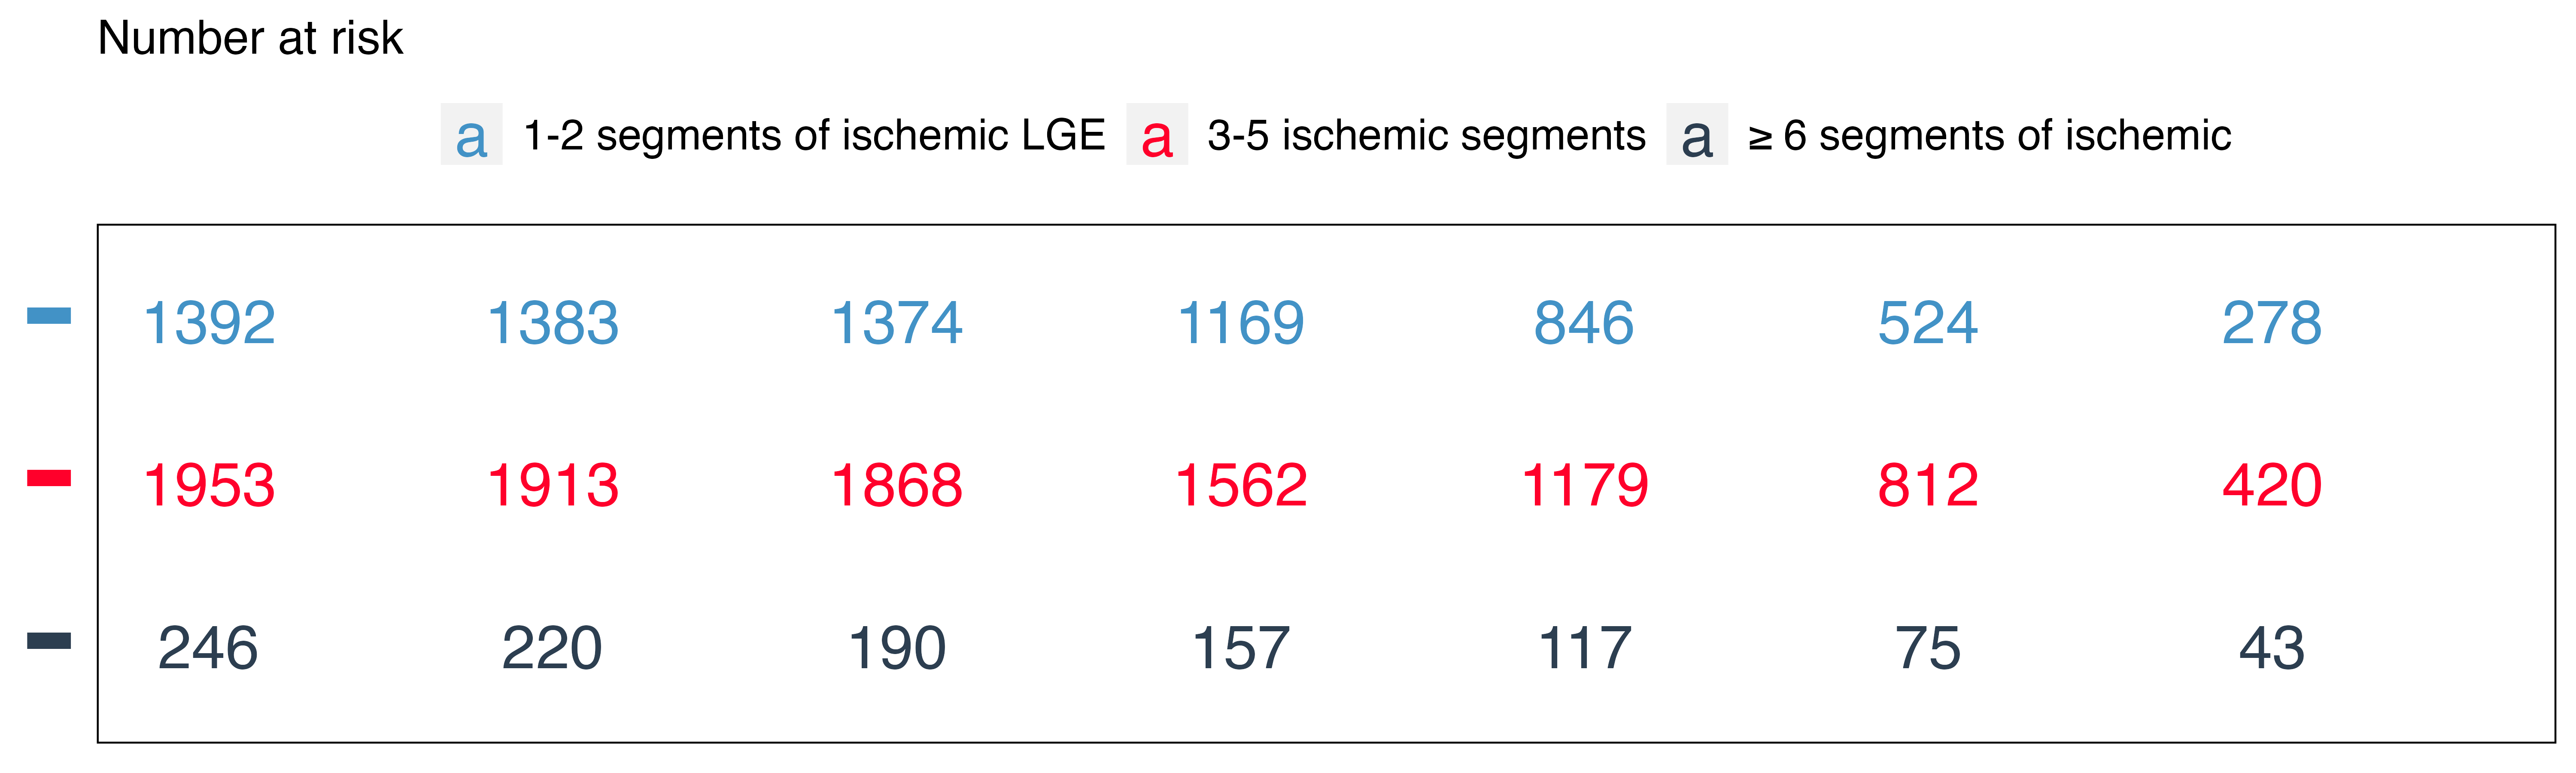 Number at risk
a 1-2 segments of ischemic LGE a 3-5 ischemic segments a ≥ 6 segments of ischemic
1392 1383 1374 1169 846 524 278
1953 1913 1868 1562 1179 812 420
246 220 190 157 117 75 43